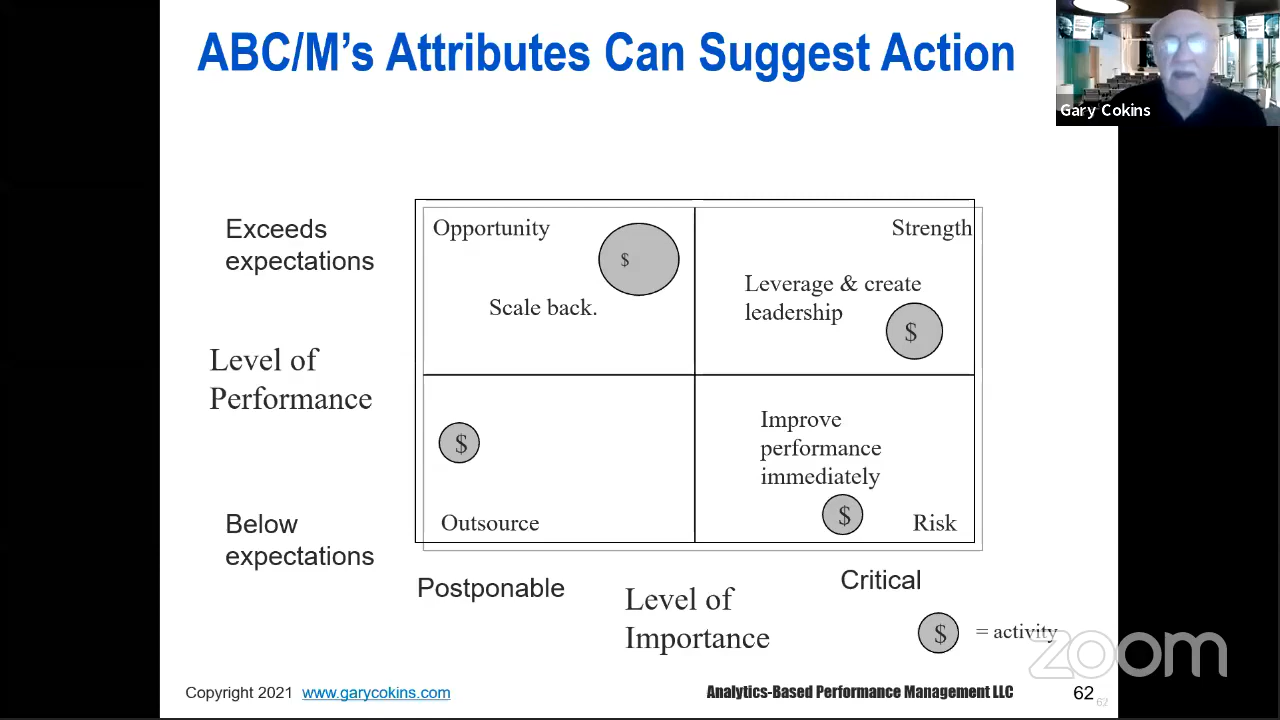 ABC/M's Attributes Can Suggest Action
Gary Cokins
Exceeds
expectations
Opportunity
$
Strength
Scale back.
Leverage & create
leadership
$
Level of
Performance
$
Improve
performance
immediately
$
Below
expectations
Outsource
Risk
Postponable
Level of
Importance
Critical
$ = activity
zoom
Copyright 2021 www.garycokins.com
Analytics-Based Performance Management LLC
62
62